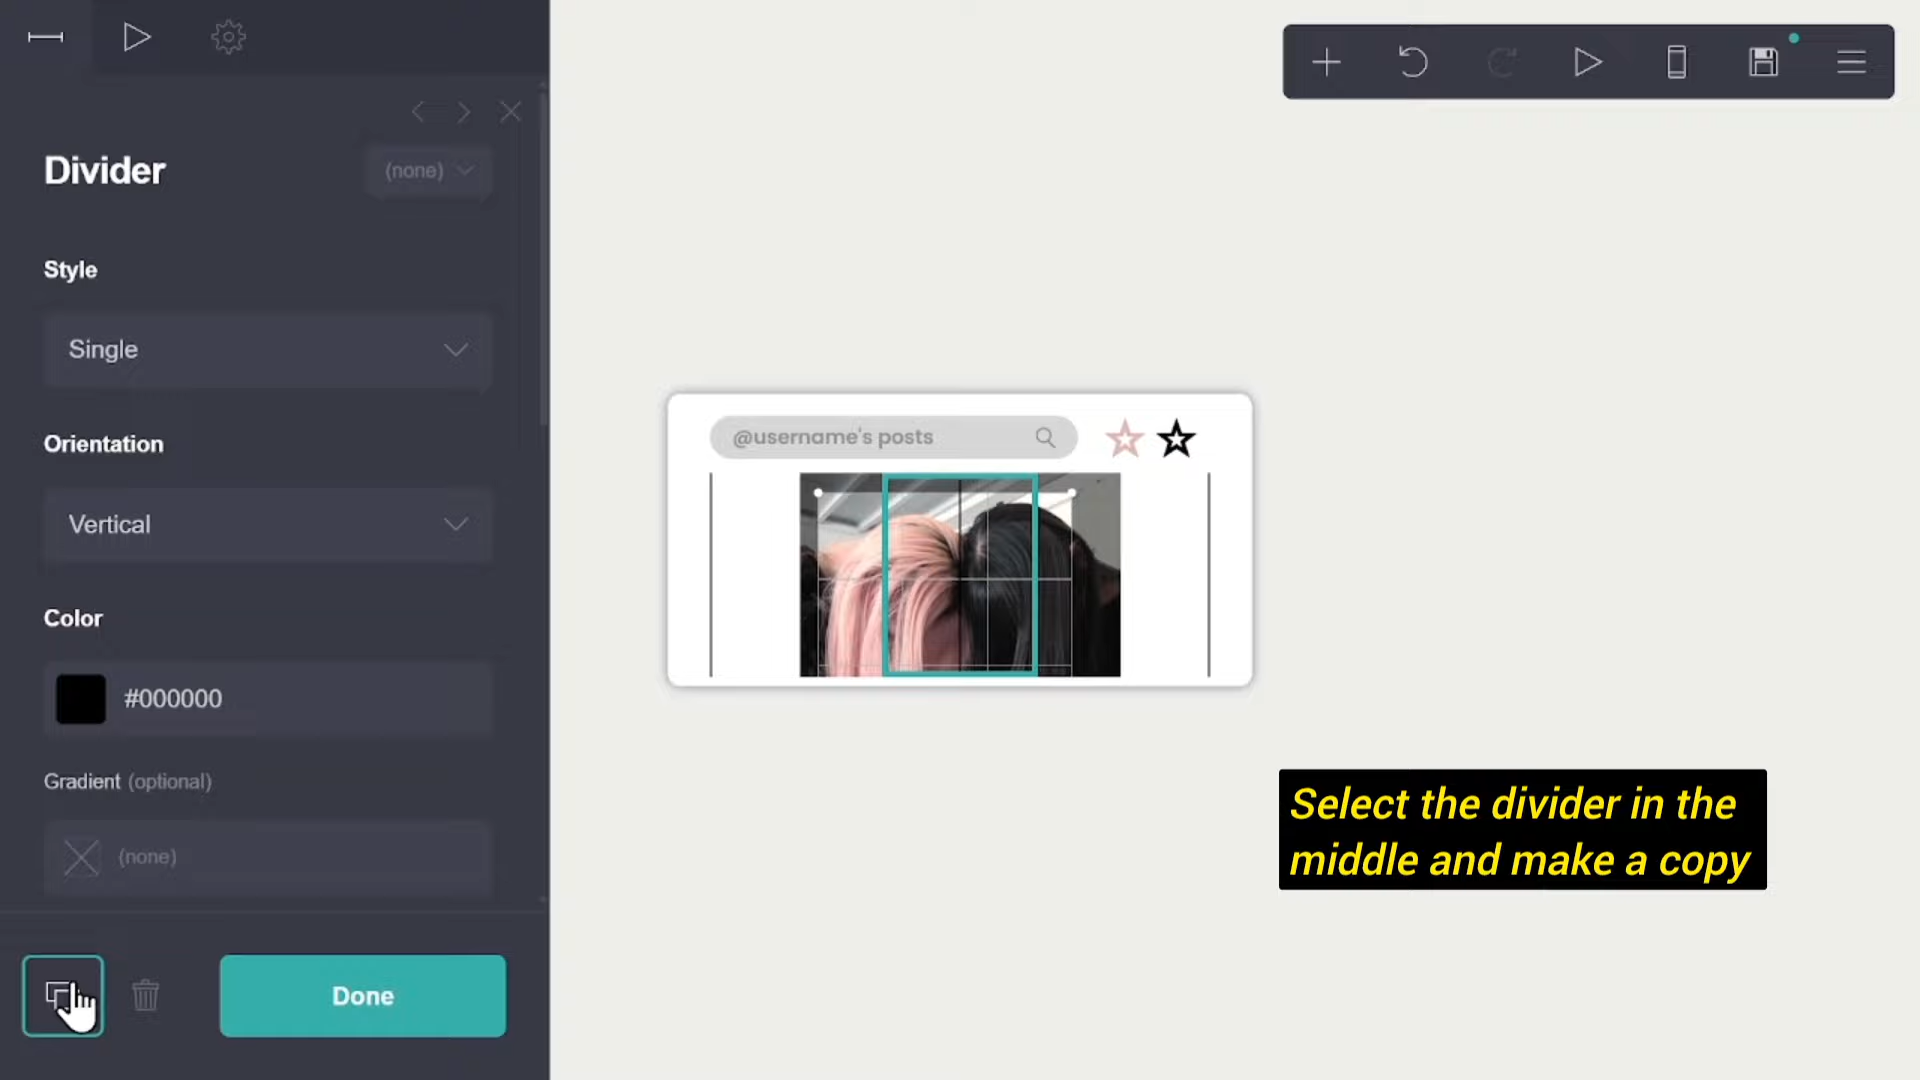 Divider
(none)
Style
Single
Orientation
Vertical
Color
#000000
Gradient (optional)
(none)
Done
@username's posts
Select the divider in the
middle and make a copy